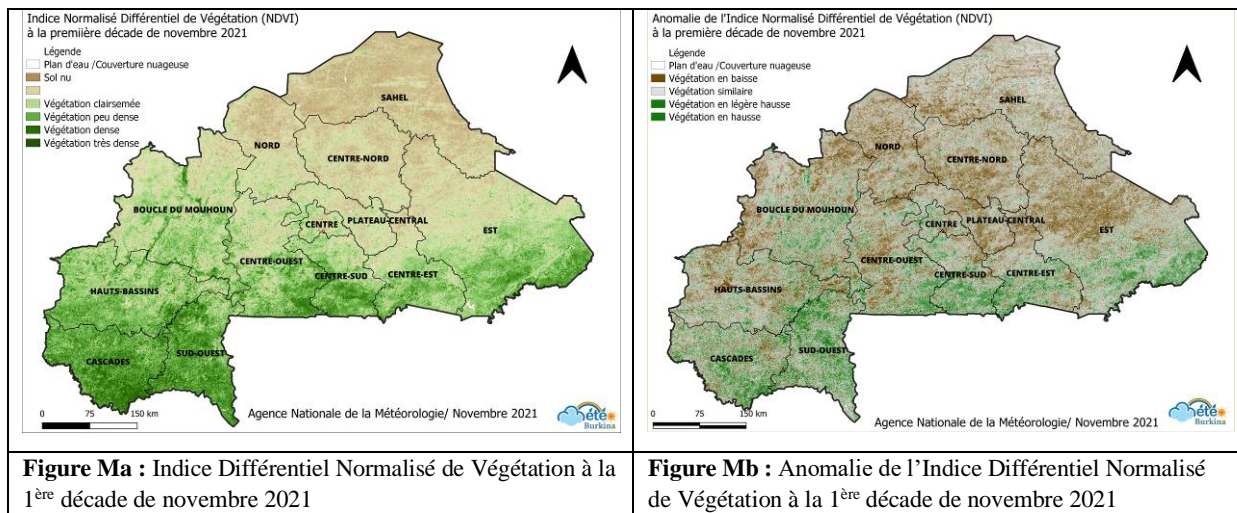 Indice Normalisé Différentiel de Végétation (NDVI)
à la premiière décade de novembre 2021
Légende
Plan d'eau /Couverture nuageuse
Sol nu
Végétation clairsemée
Végétation peu dense
Végétation dense
Végétation très dense
SAHEL
NORD
CENTRE-NORD
BOUCLE DU MOUHOUN
CENTRE
PLATEAU-CENTRAL
EST
CENTRE-OUEST
CENTRE-SUD
CENTRE-EST
HAUTS-BASSINS
CASCADES
SUD-OUEST
0 75 150 km
Agence Nationale de la Météorologie/ Novembre 2021
été
Burkina
Anomalie de l'Indice Normalisé Différentiel de Végétation (NDVI)
à la première décade de novembre 2021
Légende
Plan d'eau /Couverture nuageuse
Végétation en baisse
Végétation similaire
Végétation en légère hausse
Végétation en hausse
SAHEL
NORD
CENTRE-NORD
BOUCLE DU MOUHOUN
CENTRE
PLATEAU-CENTRAL
EST
CENTRE-OUEST
CENTRE-SUD
CENTRE-EST
HAUTS-BASSINS
CASCADES
SUD-OUEST
0 75 150 km
Agence Nationale de la Météorologie/ Novembre 2021
été
Burkina
Figure Ma : Indice Différentiel Normalisé de Végétation à la
1ère décade de novembre 2021
Figure Mb : Anomalie de l'Indice Différentiel Normalisé
de Végétation à la 1ère décade de novembre 2021